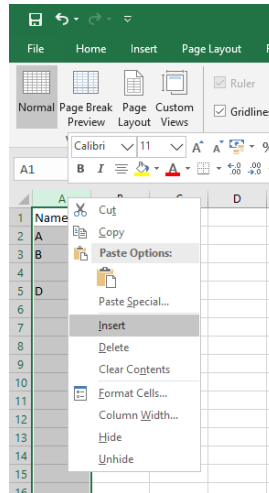 File Home Insert Page Layout
Normal Page Break Preview Page Layout Custom Views
Ruler
Gridline
Calibri 11 A A
B I A
A1
A D
1 Name
2 A
3 B
4
5 D
6
7
8
9
10
11
12
13
14
15
16
Cut
Copy
Paste Options:
Paste Special...
Insert
Delete
Clear Contents
Format Cells...
Column Width...
Hide
Unhide